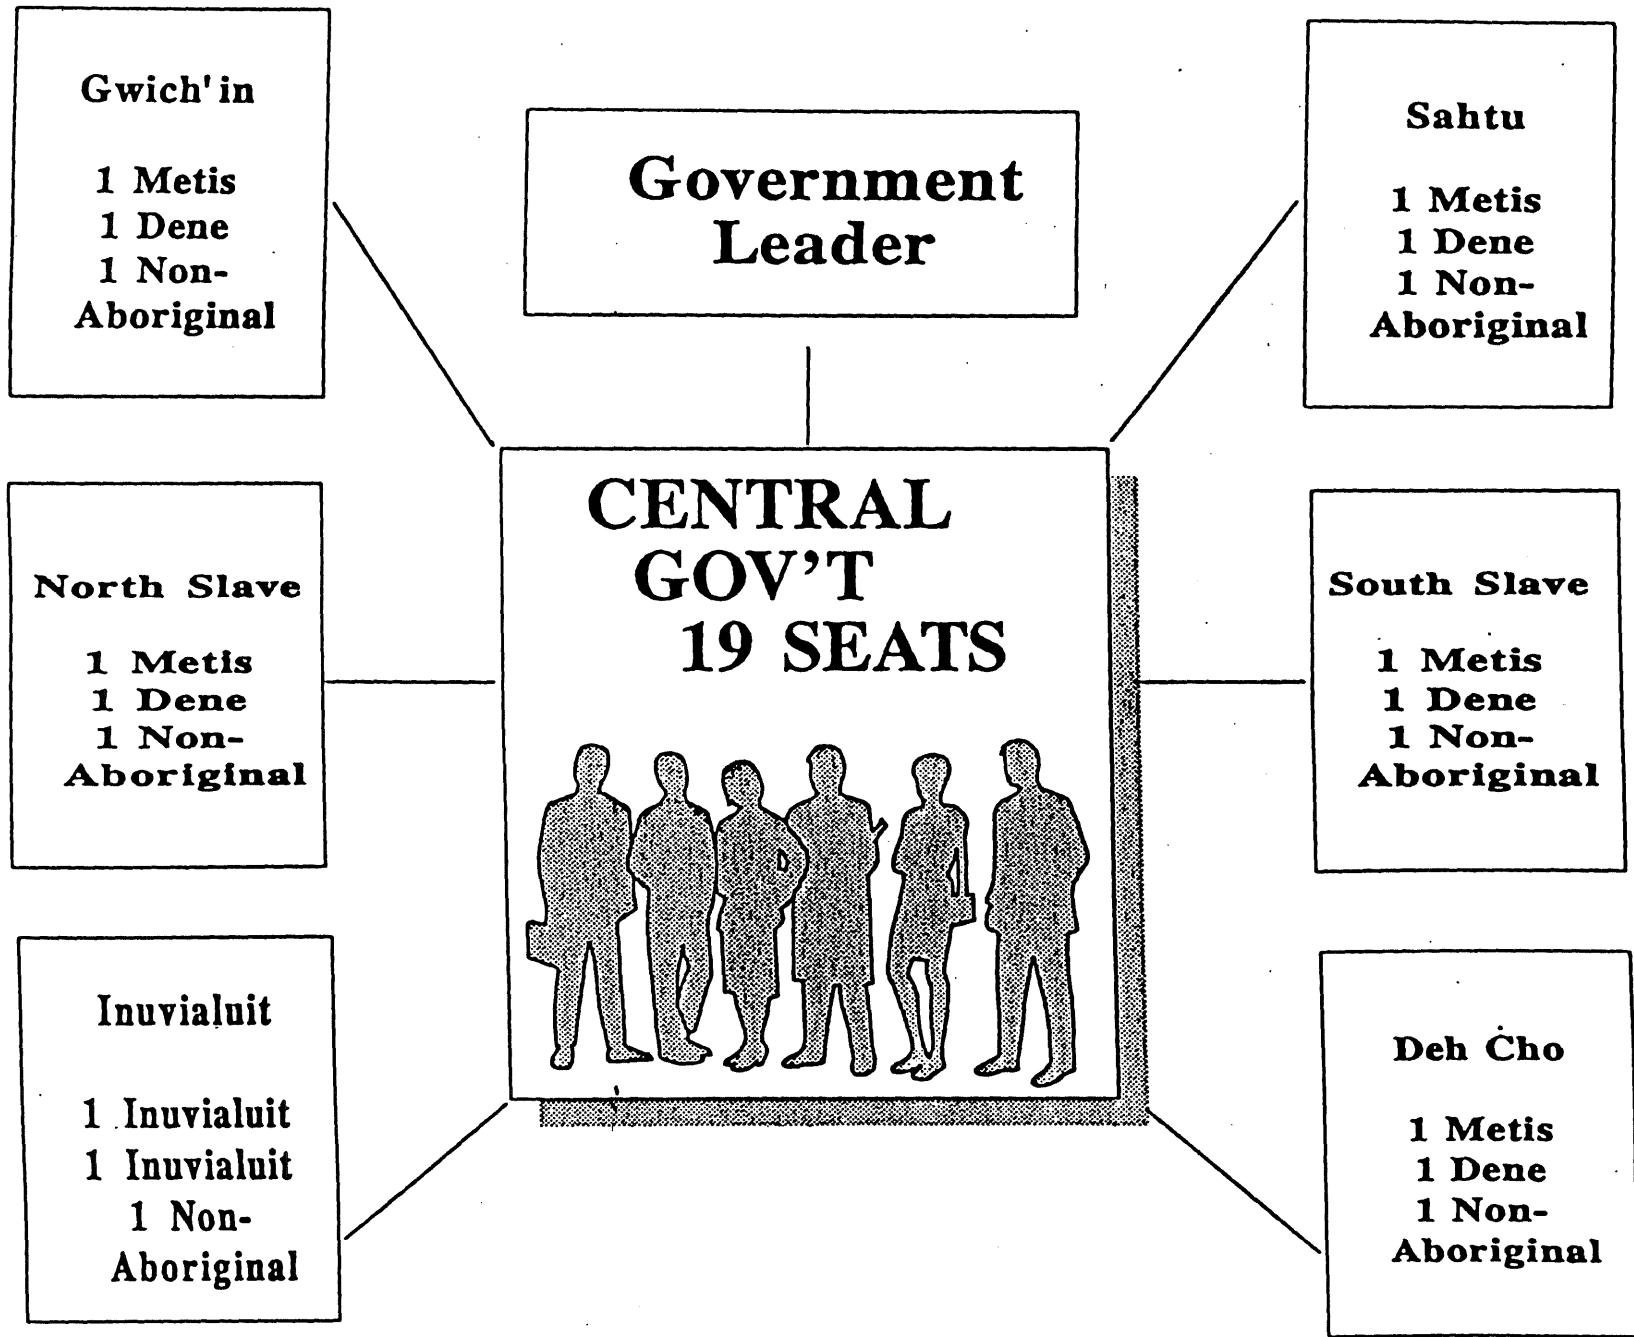 Gwich'in
1 Metis
1 Dene
1 Non-
Aboriginal
Government
Leader
Sahtu
1 Metis
1 Dene
1 Non-
Aboriginal
North Slave
1 Metis
1 Dene
1 Non-
Aboriginal
CENTRAL
GOV'T
19 SEATS
South Slave
1 Metis
1 Dene
1 Non-
Aboriginal
Inuvialuit
1 Inuvialuit
1 Inuvialuit
1 Non-
Aboriginal
Deh Cho
1 Metis
1 Dene
1 Non-
Aboriginal